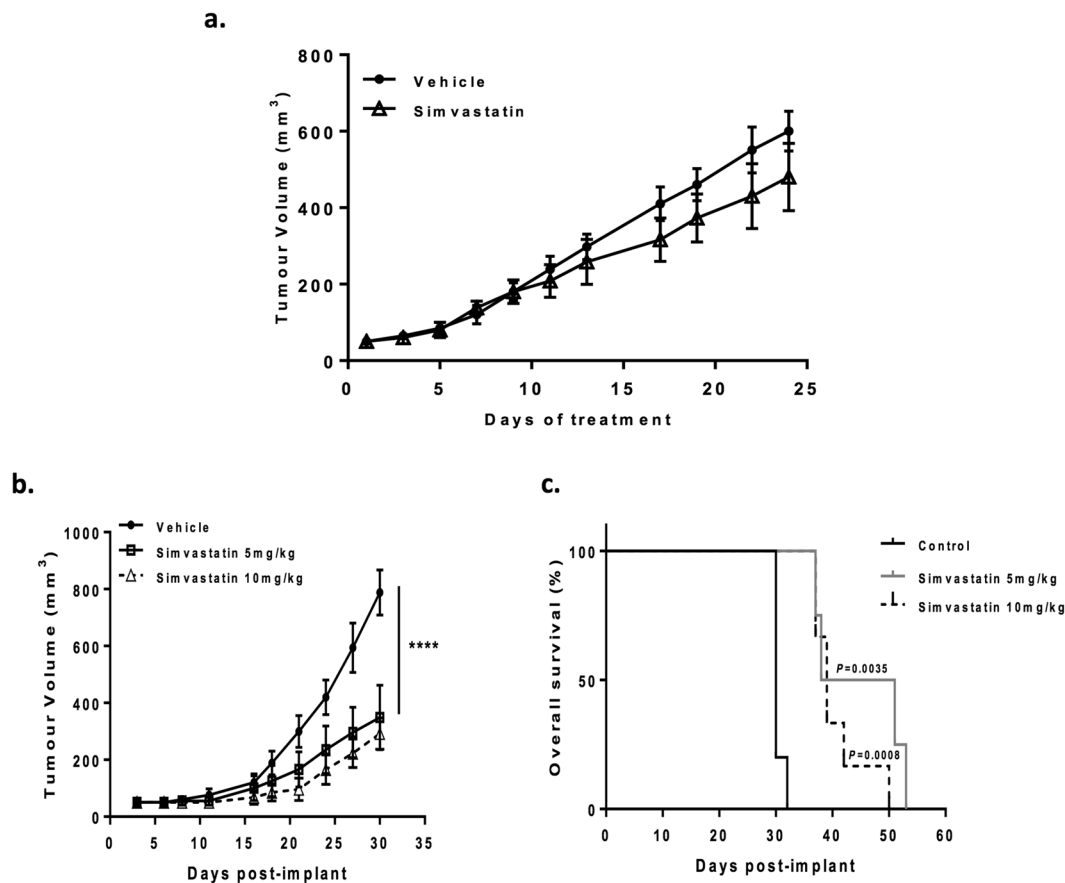 a.
800
600
400
200
0
Tumour Volume (mm³)
Vehicle
Simvastatin
0 5 10 15 20 25
Days of treatment
b.
1000
800
600
400
200
0
Tumour Volume (mm³)
Vehicle
Simvastatin 5mg/kg
Simvastatin 10mg/kg
****
0 5 10 15 20 25 30 35
Days post-implant
c.
100
50
0
Overall survival (%)
Control
Simvastatin 5mg/kg
Simvastatin 10mg/kg
P=0.0035
P=0.0008
0 10 20 30 40 50 60
Days post-implant